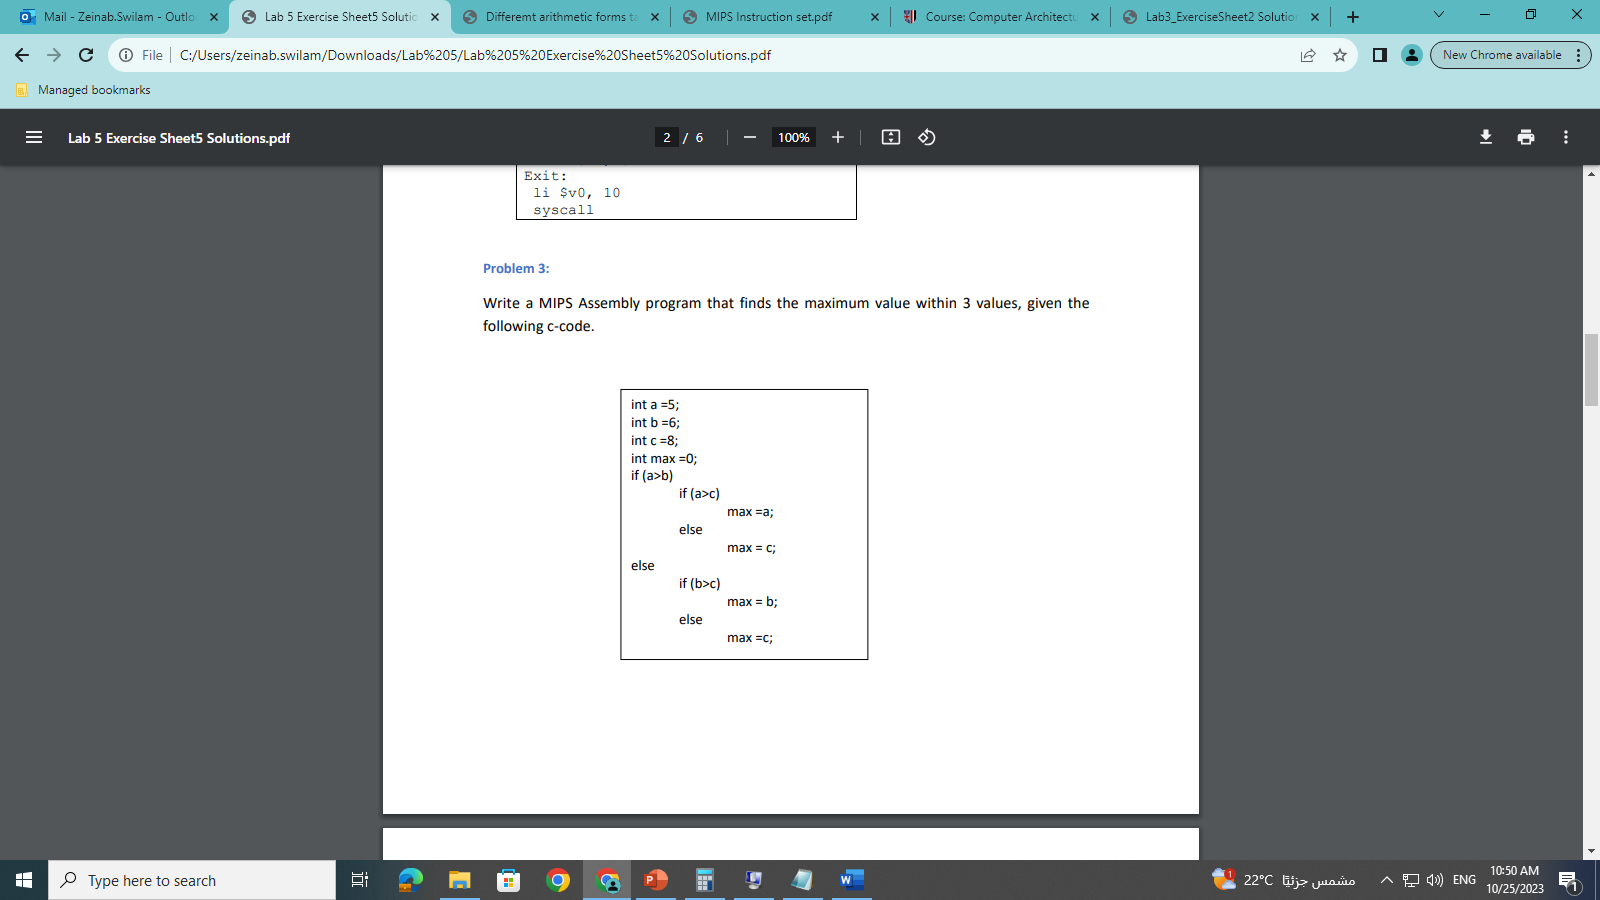 Mail - Zeinab.Swilam - Outlo
Lab 5 Exercise Sheet5 Solutio
Differemt arithmetic forms ta
MIPS Instruction set.pdf
Course: Computer Architectu
Lab3_ExerciseSheet2 Solution
File
C:/Users/zeinab.swilam/Downloads/Lab%205/Lab%205%20Exercise%20Sheet5%20Solutions.pdf
New Chrome available
Managed bookmarks
Lab 5 Exercise Sheet5 Solutions.pdf
2 / 6
100%
Exit:
li $v0, 10
syscall
Problem 3:
Write a MIPS Assembly program that finds the maximum value within 3 values, given the
following c-code.
int a =5;
int b =6;
int c =8;
int max =0;
if (a>b)
if (a>c)
max =a;
else
max = c;
else
if (b>c)
max = b;
else
max =c;
Type here to search
1
22°C مشمس جزئيًا
ENG
10:50 AM
10/25/2023
1